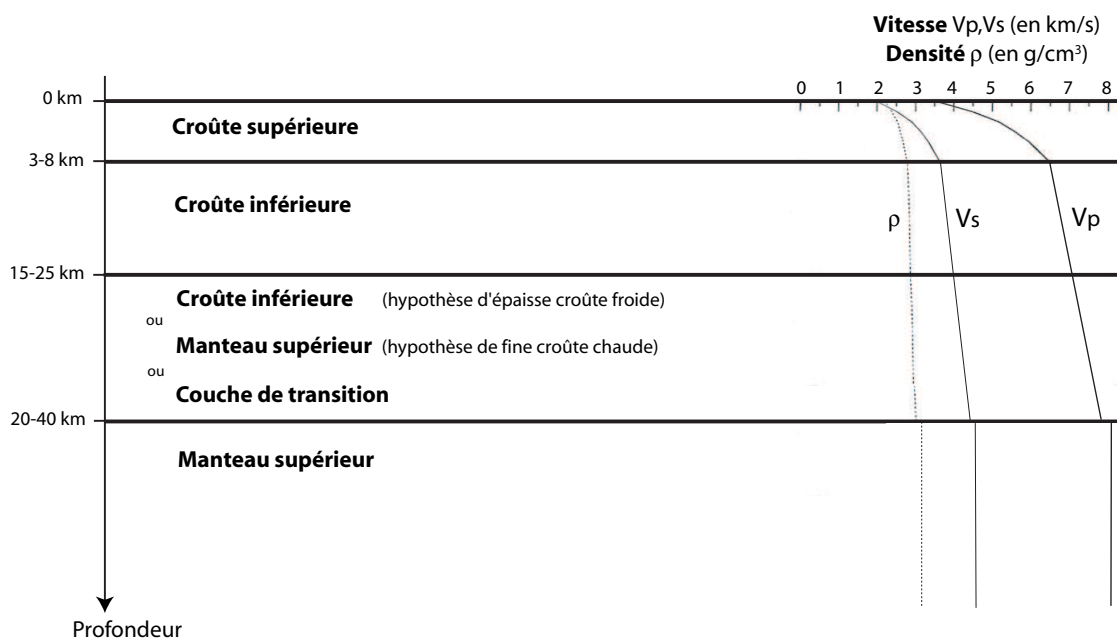 Vitesse Vp,Vs (en km/s)
Densité ρ (en g/cm³)
0 1 2 3 4 5 6 7 8
0 km
Croûte supérieure
3-8 km
Croûte inférieure
ρ Vs Vp
15-25 km
Croûte inférieure (hypothèse d'épaisse croûte froide)
ou
Manteau supérieur (hypothèse de fine croûte chaude)
ou
Couche de transition
20-40 km
Manteau supérieur
Profondeur